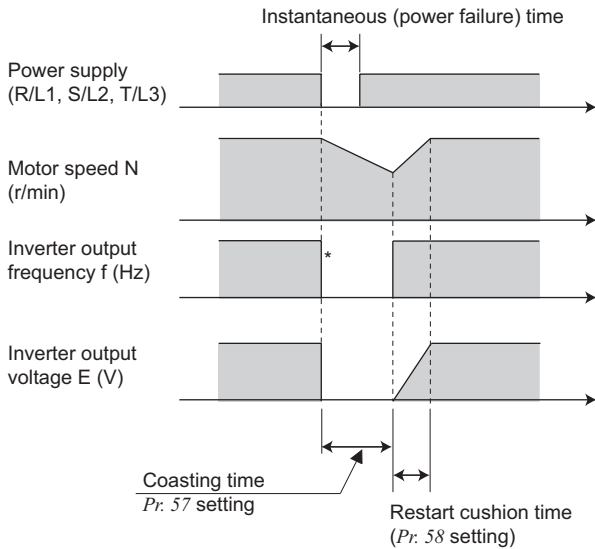 Instantaneous (power failure) time
Power supply
(R/L1, S/L2, T/L3)
Motor speed N
(r/min)
Inverter output
frequency f (Hz)
*
Inverter output
voltage E (V)
Coasting time
Pr. 57 setting
Restart cushion time
(Pr. 58 setting)